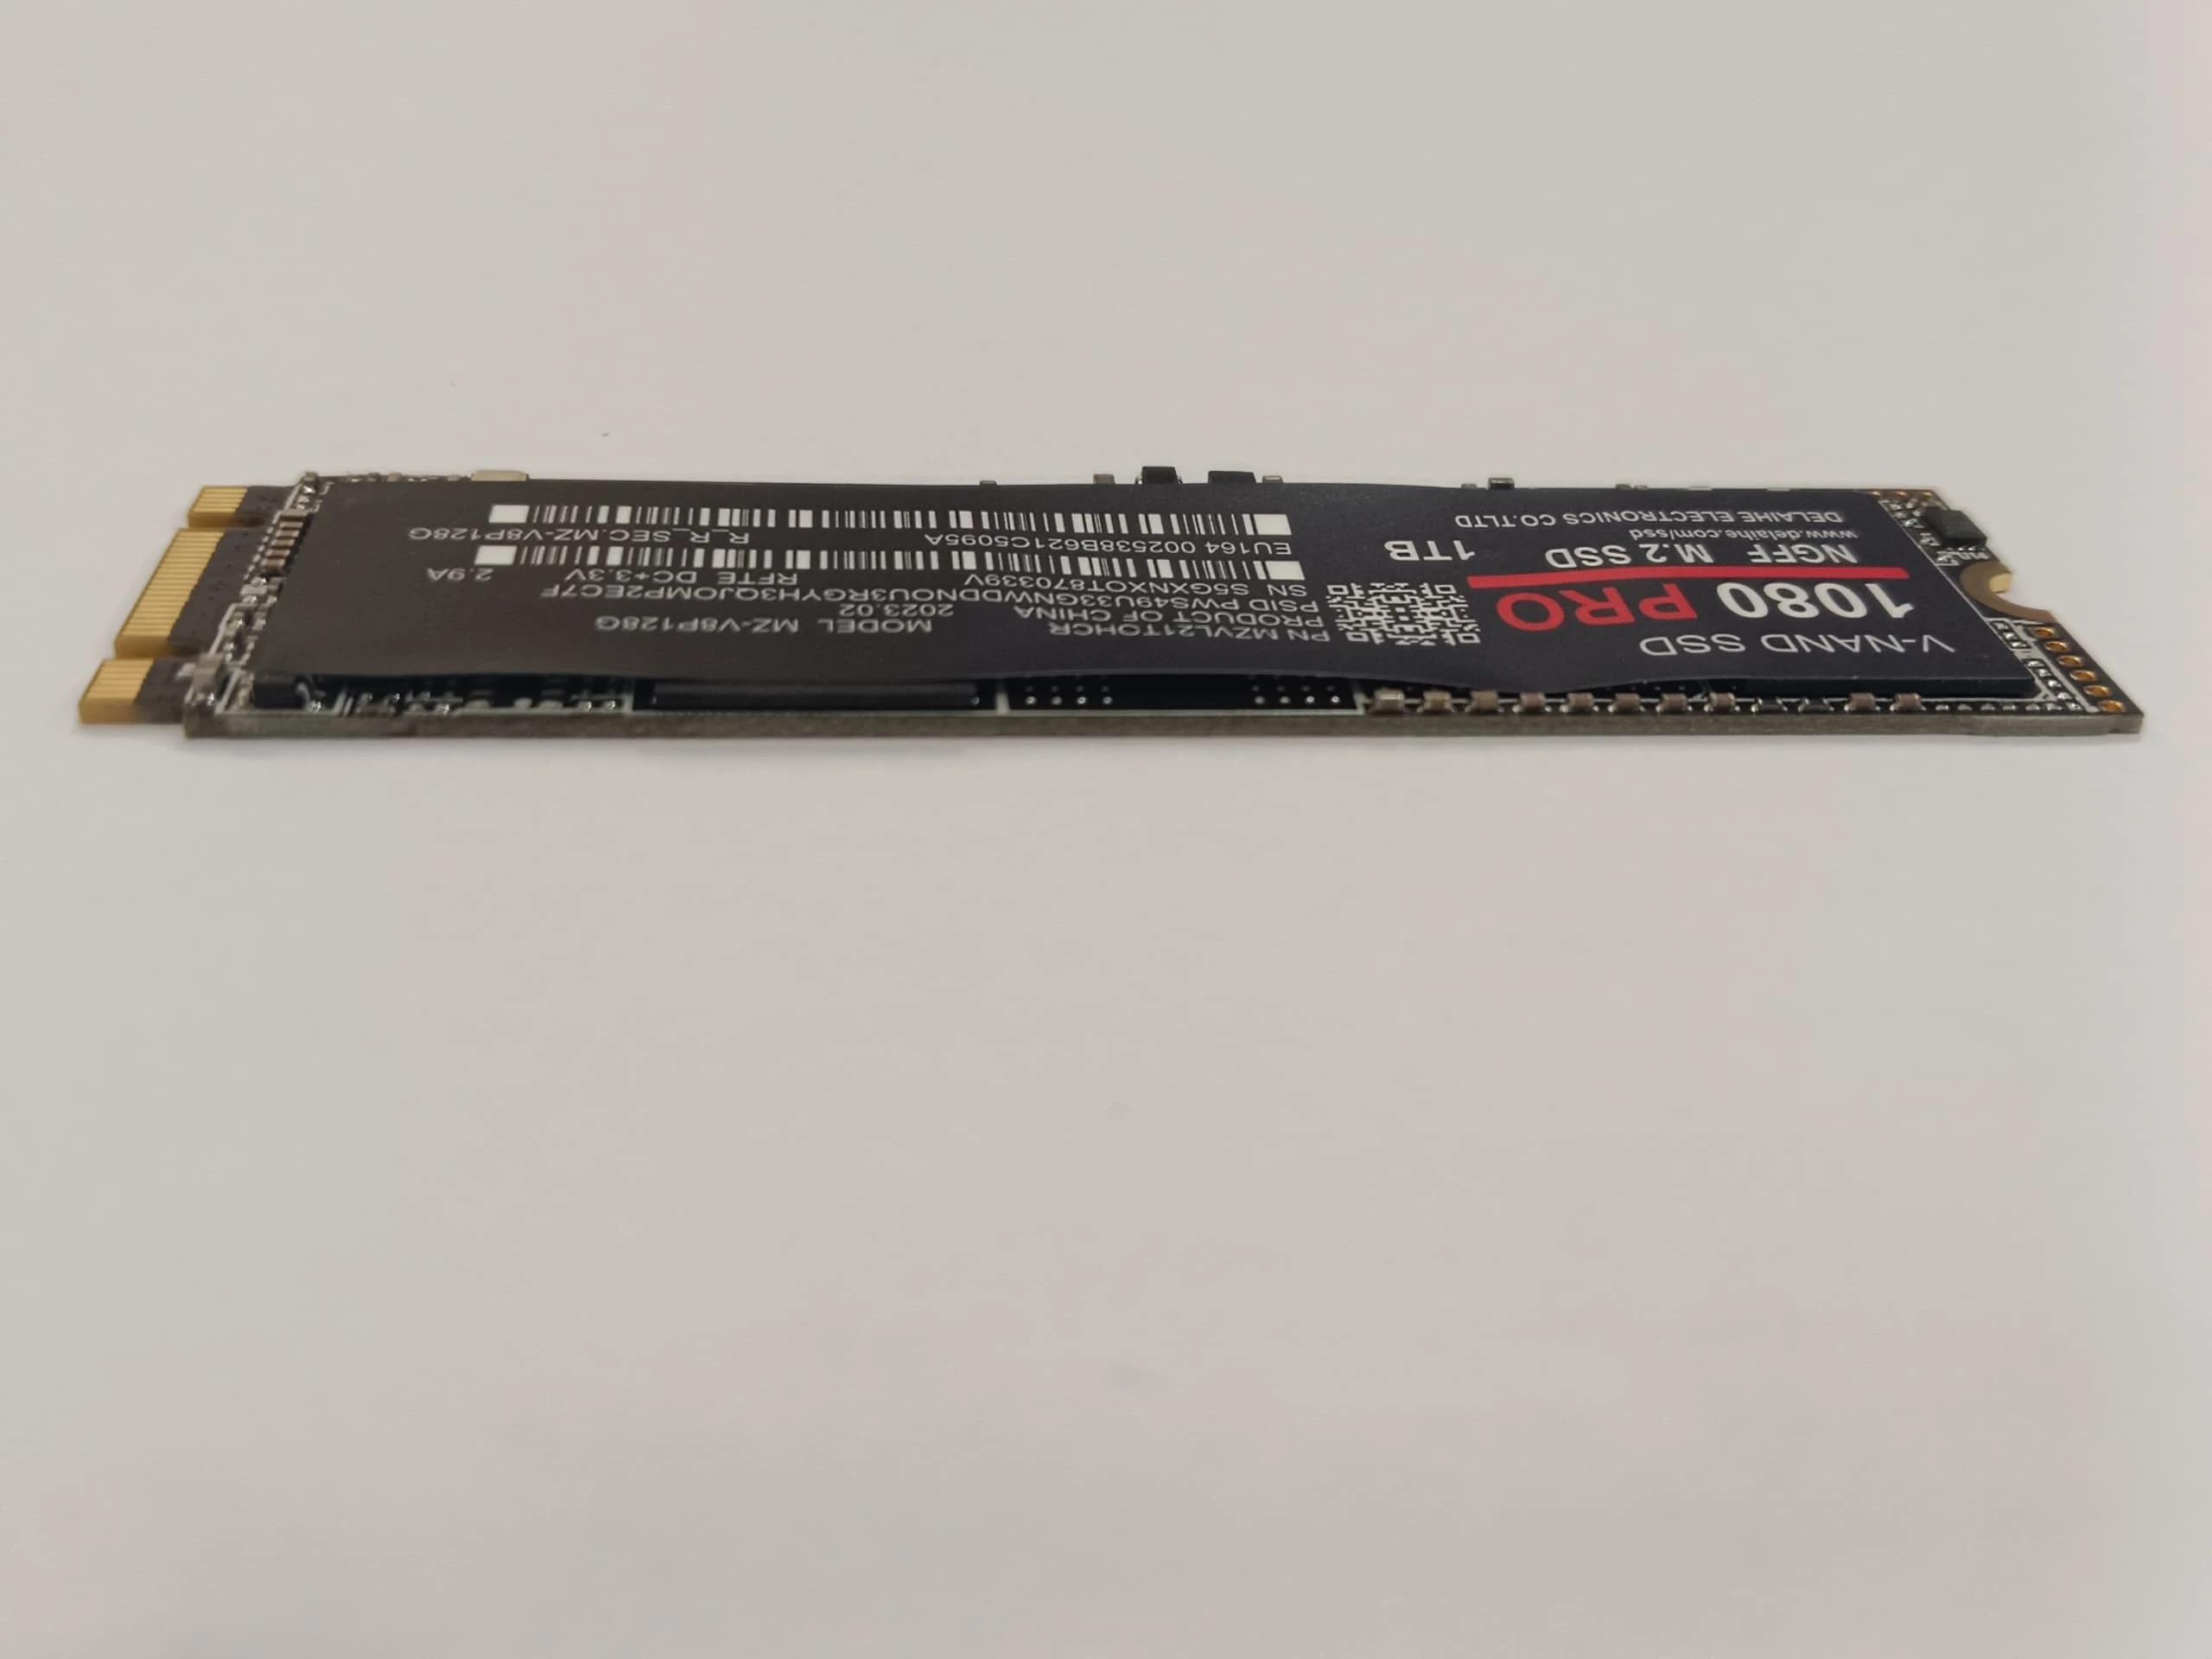 V-NAND SSD
1080 PRO
NGFF M.2 SSD 1TB
www.delaihe.com/ssd
DELAIHE ELECTRONICS CO.TLTD
PN MZVL21TOHCR MODEL MZ-V8P128G
PRODUCT OF CHINA 2023.02
PSID PWS49U33GNWDDNOU3RGYH3QJOMP2EC7F
SN S5GXNXOT870339V RFTE DC+3.3V 2.9A
EU164 002538B621C5095A R_R_SEC.MZ-V8P128G